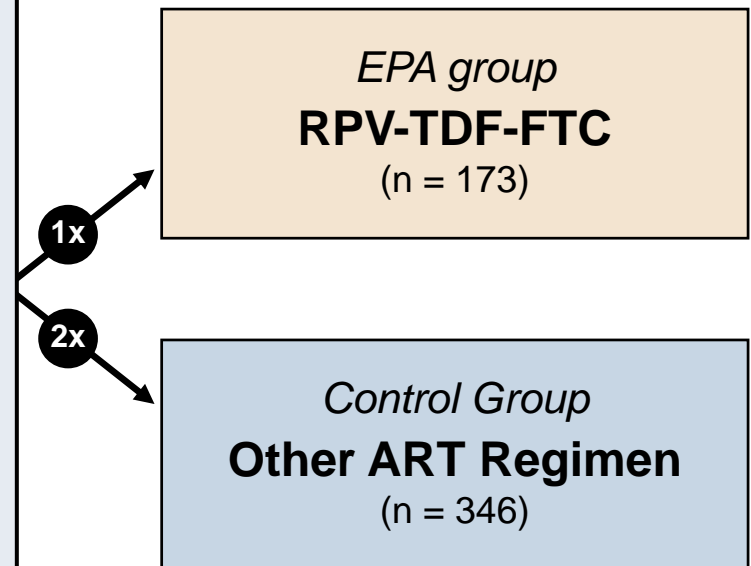 EPA group
RPV-TDF-FTC
(n = 173)
1x
2x
Control Group
Other ART Regimen
(n = 346)